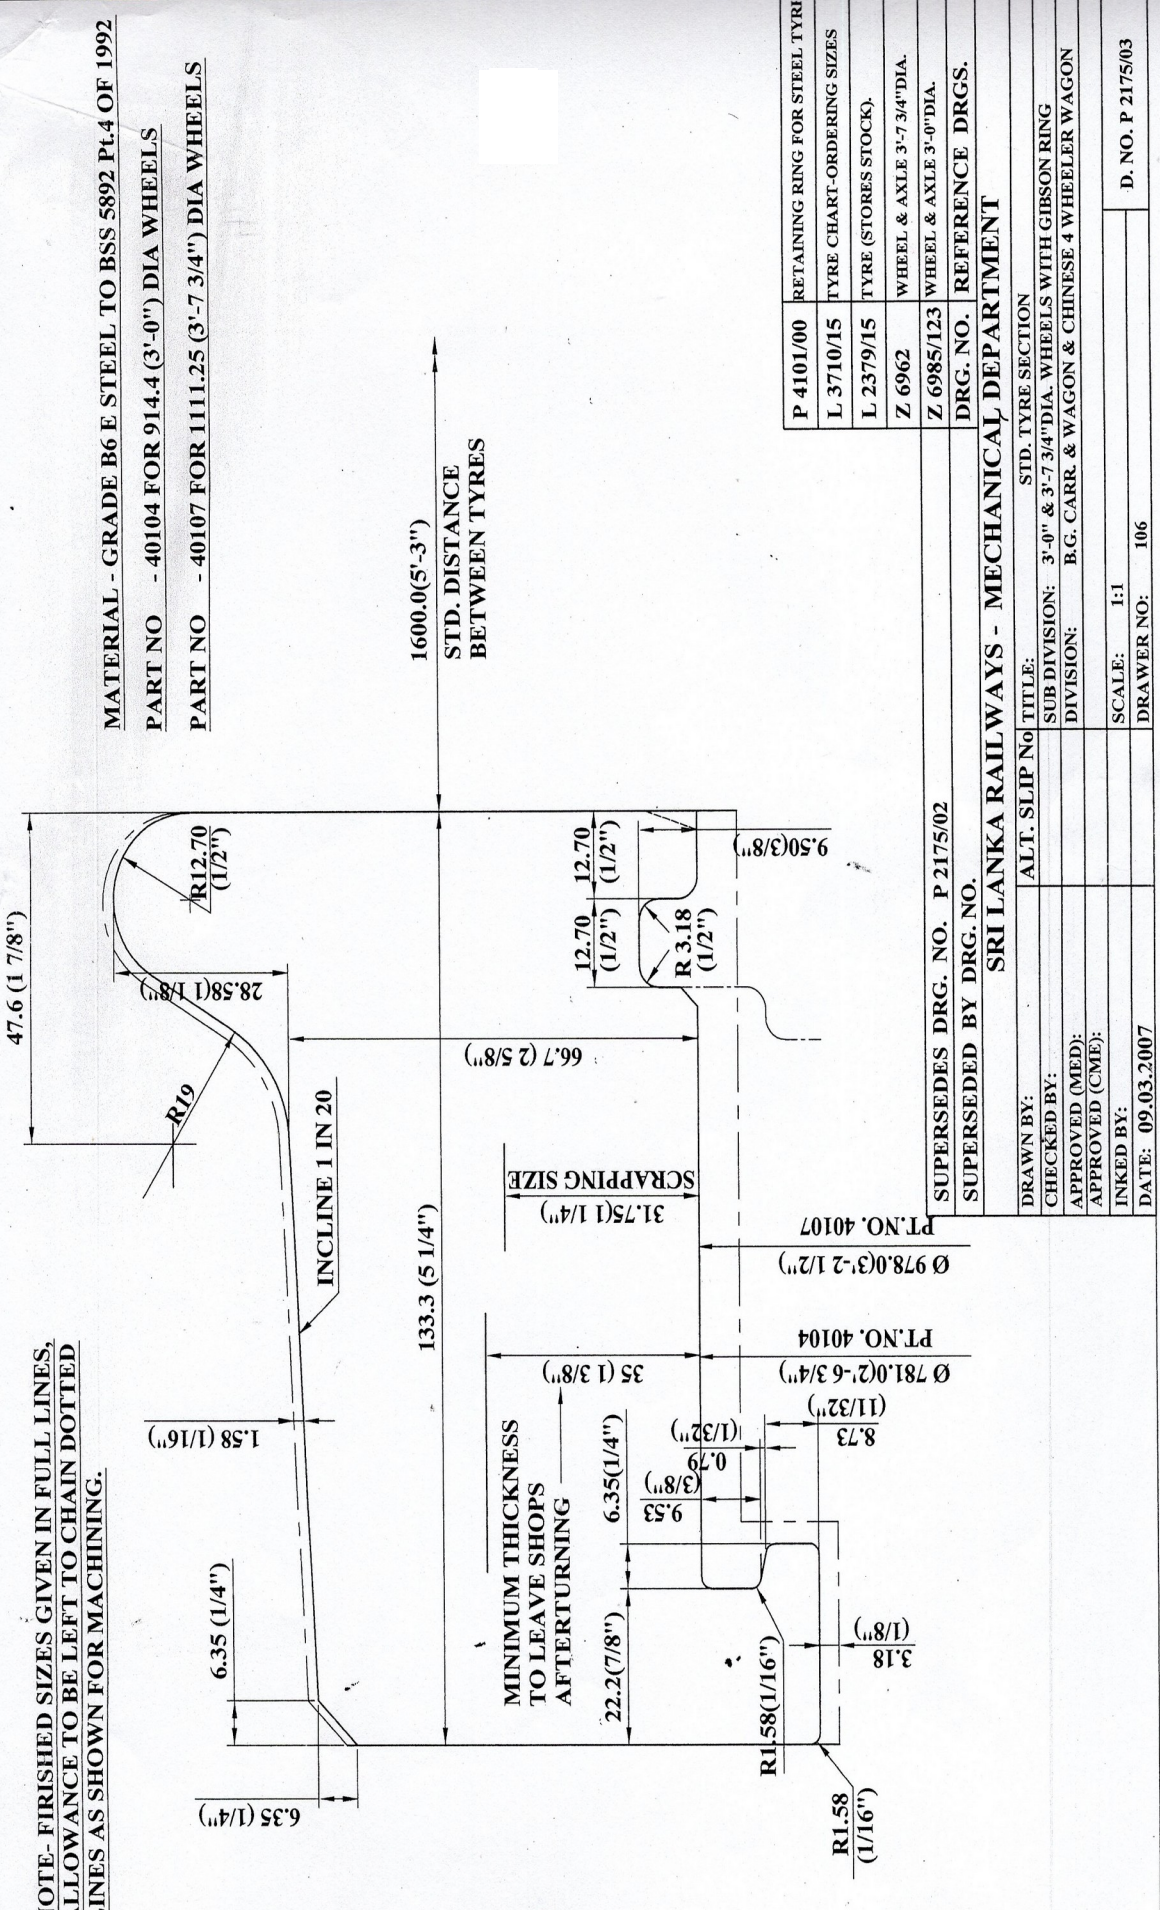 NOTE- FIRISHED SIZES GIVEN IN FULL LINES,
ALLOWANCE TO BE LEFT TO CHAIN DOTTED
LINES AS SHOWN FOR MACHINING.
MATERIAL - GRADE B6 E STEEL TO BSS 5892 Pt.4 OF 1992
PART NO - 40104 FOR 914.4 (3'-0") DIA WHEELS
PART NO - 40107 FOR 1111.25 (3'-7 3/4") DIA WHEELS
47.6 (1 7/8")
R12.70
(1/2")
28.58(1 1/8")
R19
INCLINE 1 IN 20
1.58 (1/16")
6.35 (1/4")
6.35 (1/4")
133.3 (5 1/4")
1600.0(5'-3")
STD. DISTANCE
BETWEEN TYRES
66.7 (2 5/8")
SCRAPPING SIZE
31.75(1 1/4")
35 (1 3/8")
MINIMUM THICKNESS
TO LEAVE SHOPS
AFTERTURNING
12.70
(1/2")
12.70
(1/2")
R 3.18
(1/2")
9.50(3/8")
22.2(7/8")
6.35(1/4")
9.53
(3/8")
0.79
(1/32")
8.73
(11/32")
R1.58(1/16")
R1.58
(1/16")
3.18
(1/8")
Ø 781.0(2'-6 3/4")
PT.NO. 40104
Ø 978.0(3'-2 1/2")
PT.NO. 40107
P 4101/00 RETAINING RING FOR STEEL TYRE
L 3710/15 TYRE CHART-ORDERING SIZES
L 2379/15 TYRE (STORES STOCK).
Z 6962 WHEEL & AXLE 3'-7 3/4"DIA.
Z 6985/123 WHEEL & AXLE 3'-0"DIA.
DRG. NO. REFERENCE DRGS.
SUPERSEDES DRG. NO. P 2175/02
SUPERSEDED BY DRG. NO.
SRI LANKA RAILWAYS - MECHANICAL DEPARTMENT
DRAWN BY:
CHECKED BY:
APPROVED (MED):
APPROVED (CME):
INKED BY:
DATE: 09.03.2007
ALT. SLIP No
TITLE: STD. TYRE SECTION
SUB DIVISION: 3'-0" & 3'-7 3/4"DIA. WHEELS WITH GIBSON RING
DIVISION: B.G. CARR. & WAGON & CHINESE 4 WHEELER WAGON
SCALE: 1:1
DRAWER NO: 106
D. NO. P 2175/03